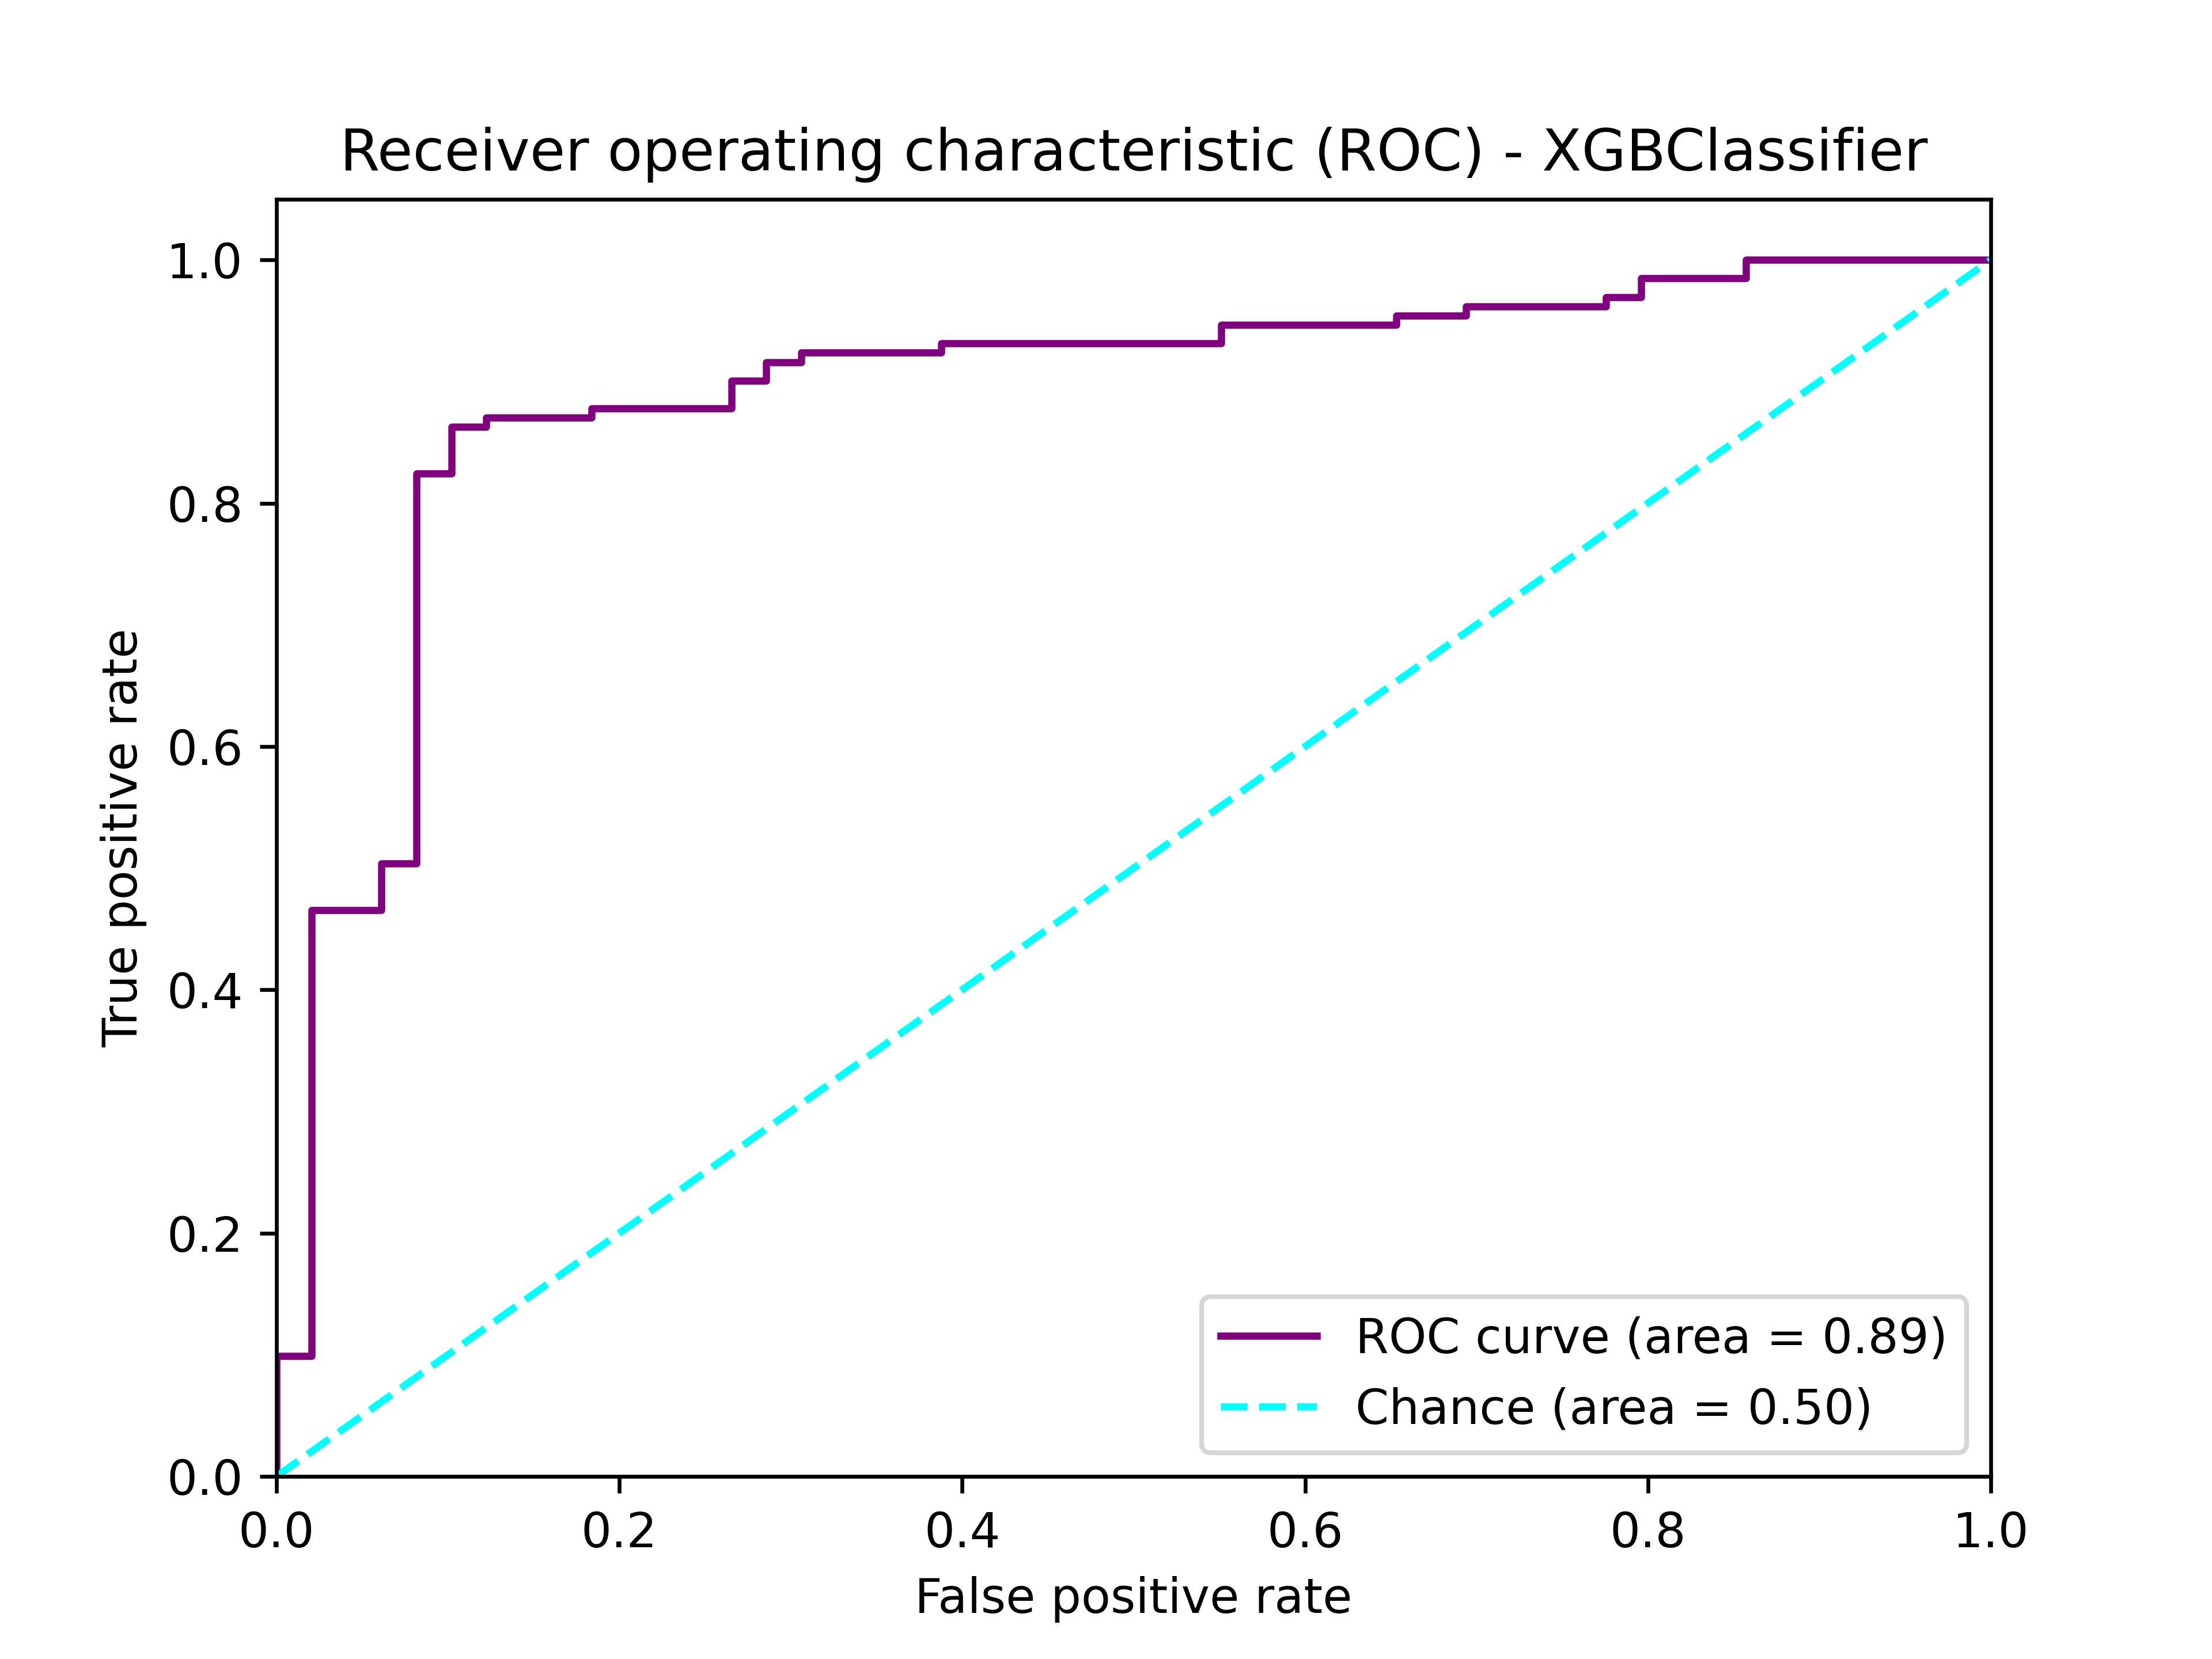 Receiver operating characteristic (ROC) - XGBClassifier
1.0
0.8
0.6
0.4
0.2
0.0
True positive rate
ROC curve (area = 0.89)
Chance (area = 0.50)
0.0 0.2 0.4 0.6 0.8 1.0
False positive rate